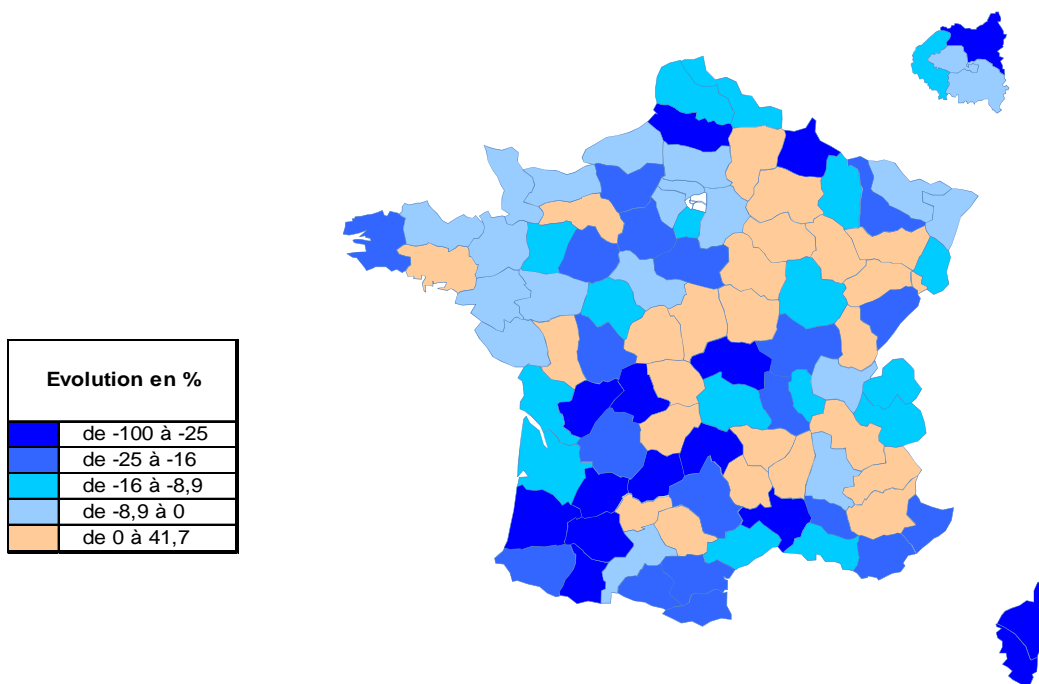 Evolution en %
de -100 à -25
de -25 à -16
de -16 à -8,9
de -8,9 à 0
de 0 à 41,7